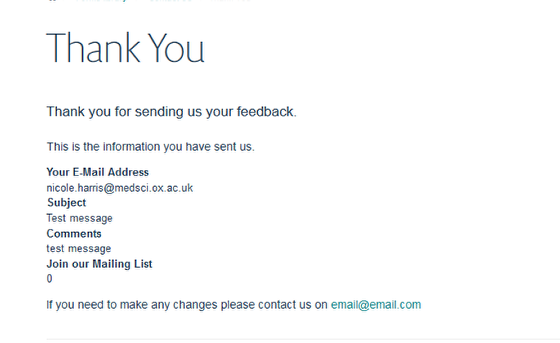 Thank You
Thank you for sending us your feedback.
This is the information you have sent us.
Your E-Mail Address
nicole.harris@medsci.ox.ac.uk
Subject
Test message
Comments
test message
Join our Mailing List
0
If you need to make any changes please contact us on email@email.com